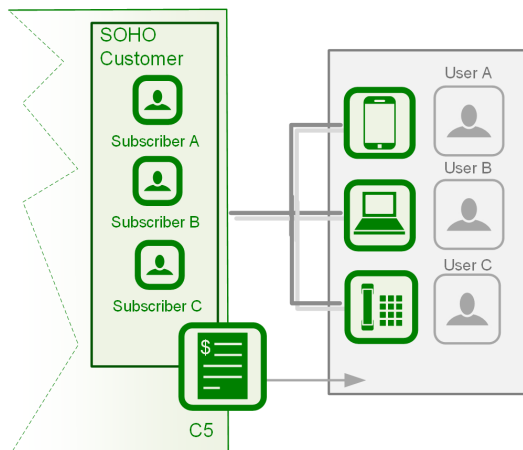 SOHO
Customer
Subscriber A
Subscriber B
Subscriber C
$
C5
User A
User B
User C